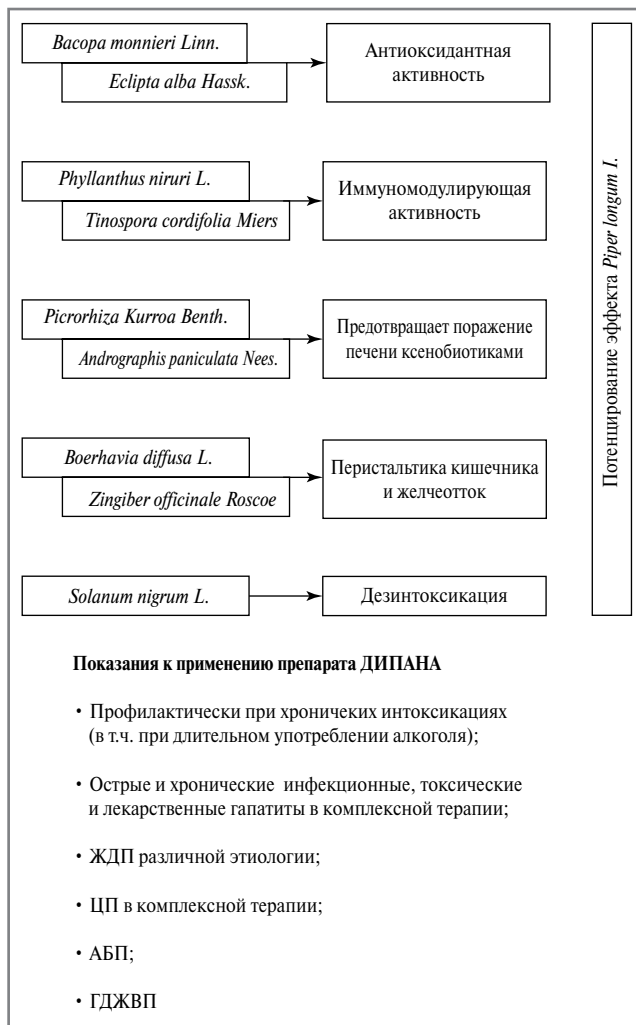 Bacopa monnieri Linn.
Eclipta alba Hassk.
Антиоксидантная
активность
Phyllanthus niruri L.
Tinospora cordifolia Miers
Иммуномодулирующая
активность
Picrorhiza Kurroa Benth.
Andrographis paniculata Nees.
Предотвращает поражение
печени ксенобиотиками
Boerhavia diffusa L.
Zingiber officinale Roscoe
Перистальтика кишечника
и желчеотток
Solanum nigrum L.
Дезинтоксикация
Потенцирование эффекта Piper longum I.
Показания к применению препарата ДИПАНА
• Профилактически при хроничеких интоксикациях
(в т.ч. при длительном употреблении алкоголя);
• Острые и хронические инфекционные, токсические
и лекарственные гапатиты в комплексной терапии;
• ЖДП различной этиологии;
• ЦП в комплексной терапии;
• АБП;
• ГДЖВП